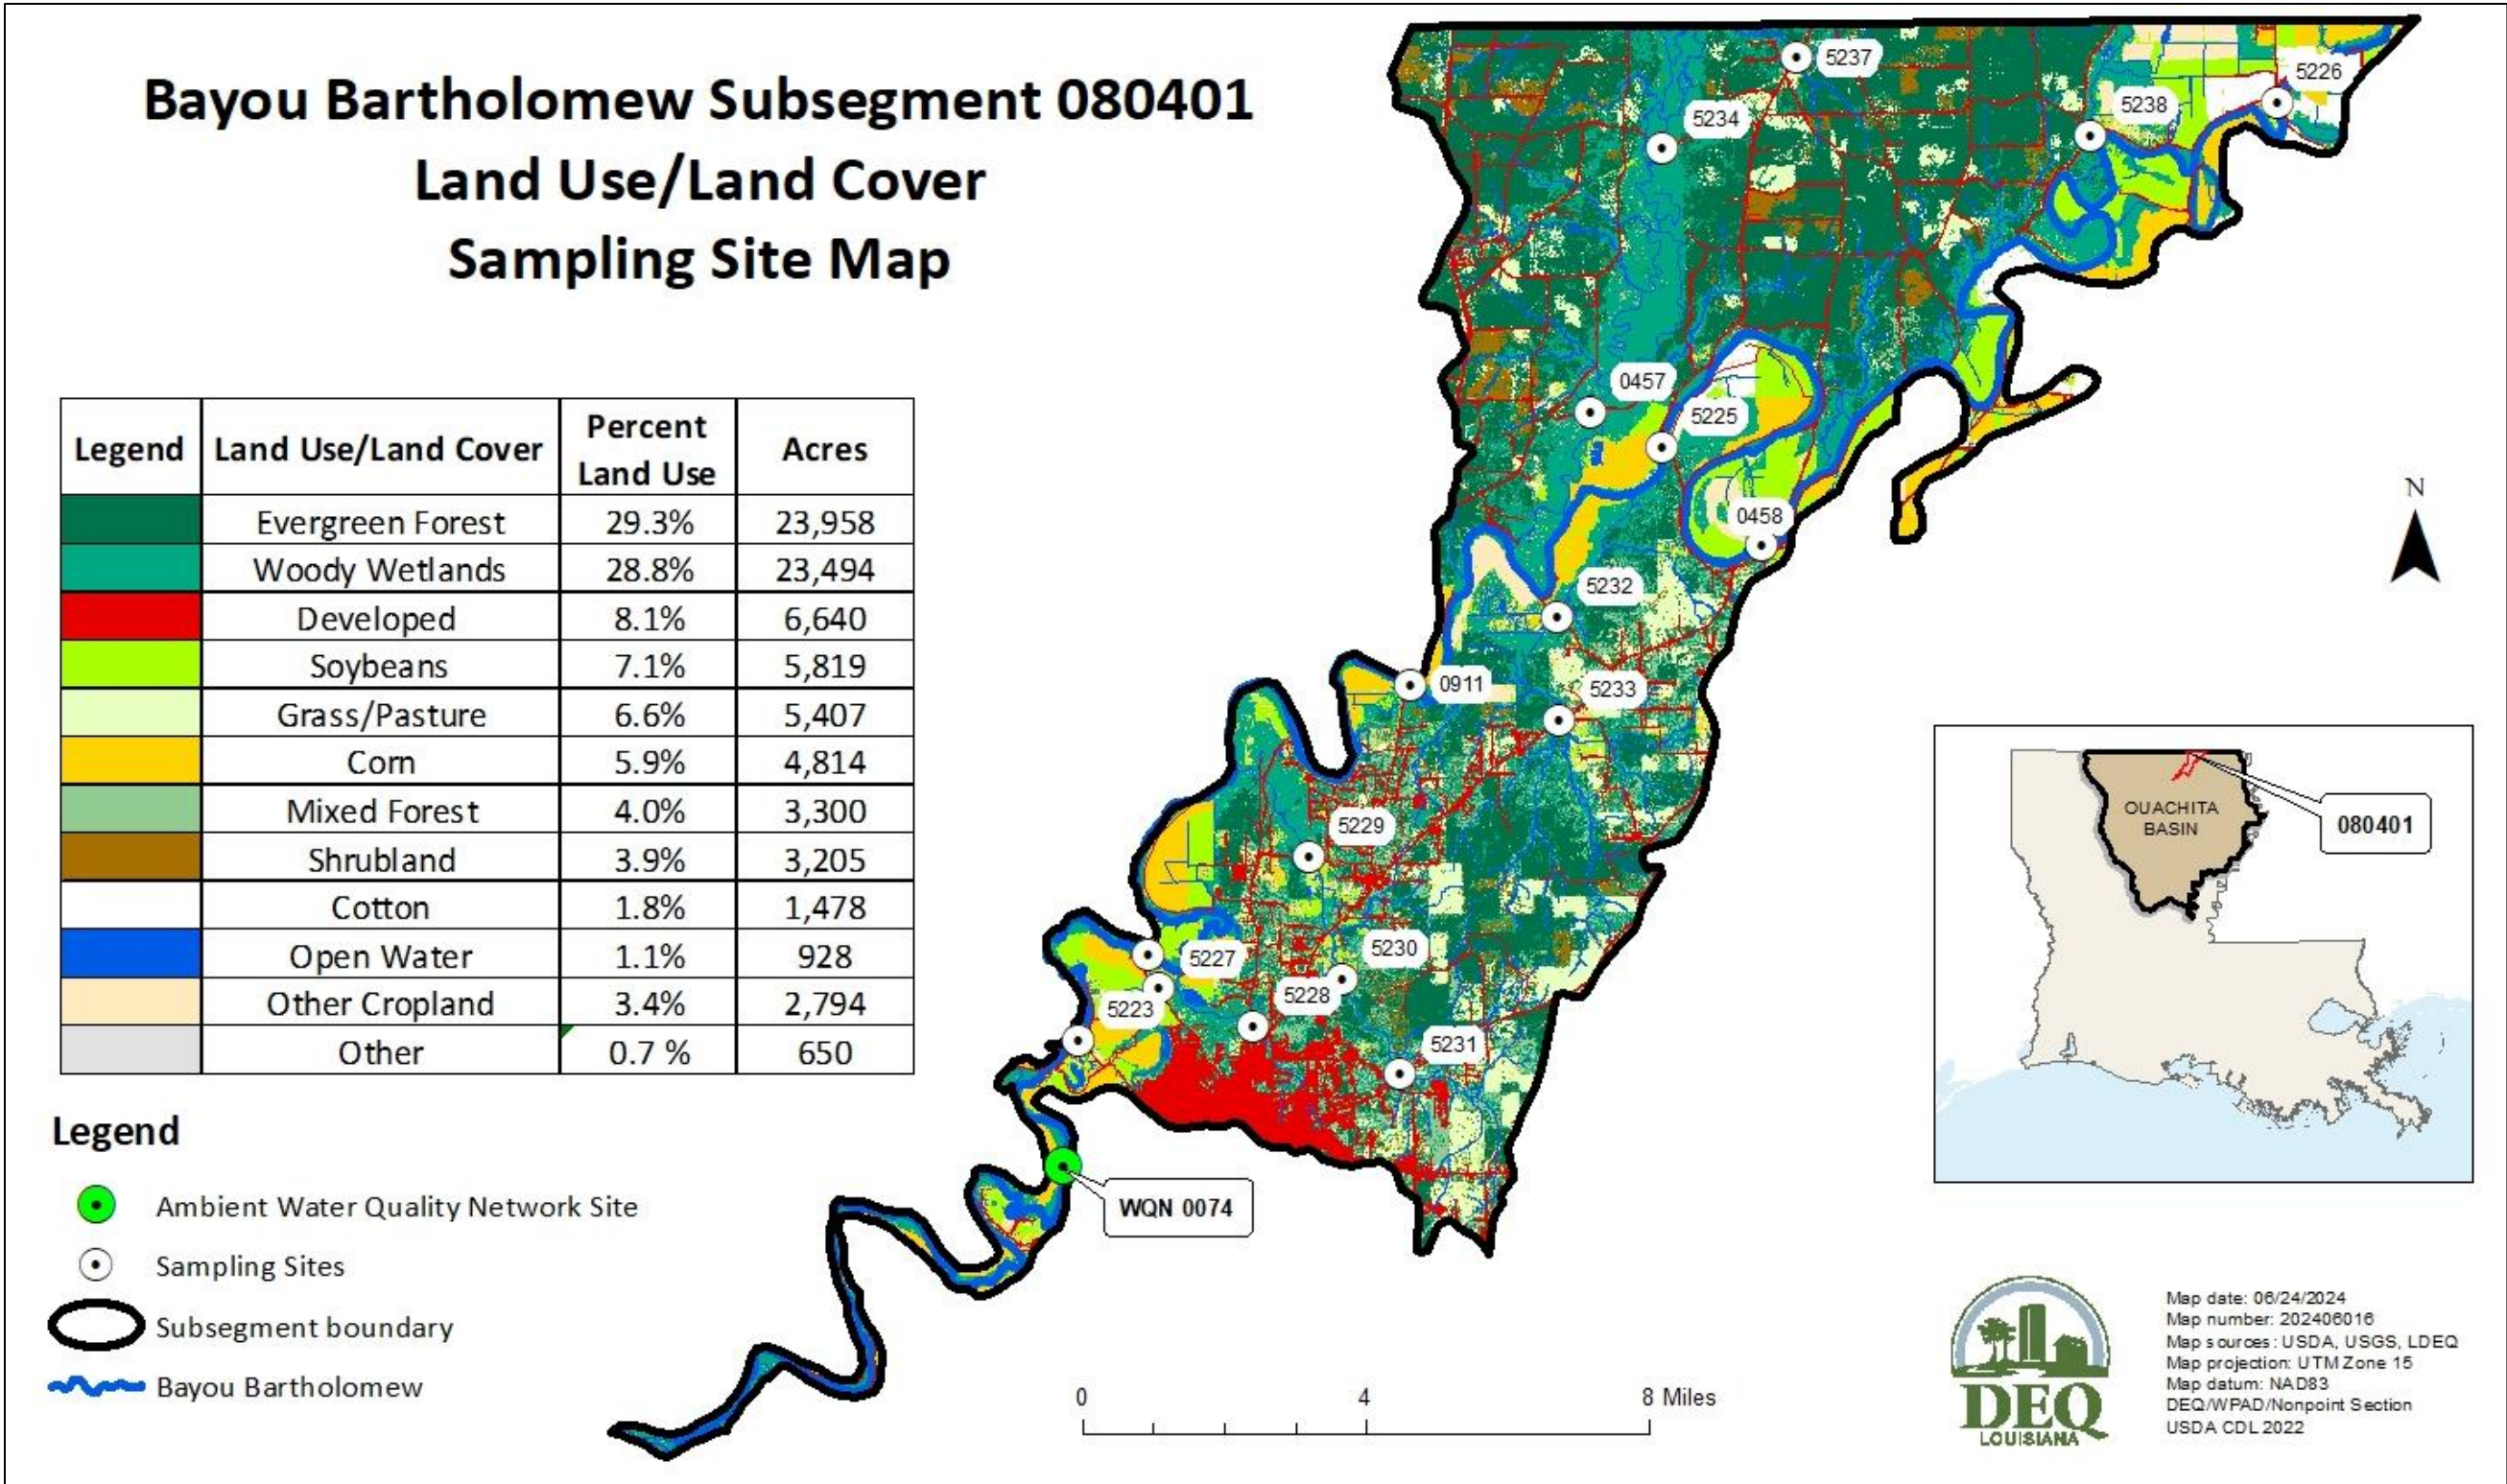 Bayou Bartholomew Subsegment 080401
Land Use/Land Cover
Sampling Site Map
Legend Land Use/Land Cover Percent Land Use Acres
Evergreen Forest 29.3% 23,958
Woody Wetlands 28.8% 23,494
Developed 8.1% 6,640
Soybeans 7.1% 5,819
Grass/Pasture 6.6% 5,407
Corn 5.9% 4,814
Mixed Forest 4.0% 3,300
Shrubland 3.9% 3,205
Cotton 1.8% 1,478
Open Water 1.1% 928
Other Cropland 3.4% 2,794
Other 0.7 % 650
Legend
Ambient Water Quality Network Site
Sampling Sites
Subsegment boundary
Bayou Bartholomew
5237
5226
5238
5234
0457
5225
0458
5232
0911
5233
5229
5230
5227
5228
5223
5231
WQN 0074
N
OUACHITA
BASIN
080401
0 4 8 Miles
DEQ
LOUISIANA
Map date: 06/24/2024
Map number: 202406016
Map sources: USDA, USGS, LDEQ
Map projection: UTM Zone 15
Map datum: NAD83
DEQ/WPAD/Nonpoint Section
USDA CDL 2022